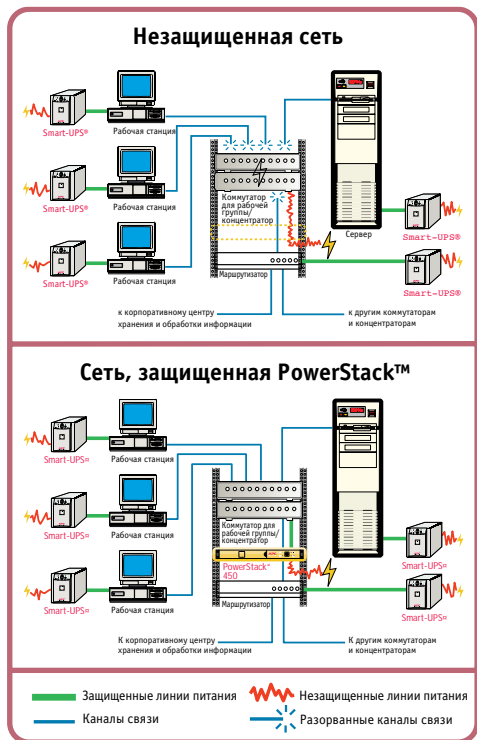 Незащищенная сеть
Smart-UPS®
Рабочая станция
Smart-UPS®
Рабочая станция
Smart-UPS®
Рабочая станция
Коммутатор
для рабочей
группы/
концентратор
Маршрутизатор
Сервер
Smart-UPS®
Smart-UPS®
к корпоративному центру
хранения и обработки информации
к другим коммутаторам
и концентраторам
Сеть, защищенная PowerStack™
Smart-UPS¤
Рабочая станция
Smart-UPS¤
Рабочая станция
Smart-UPS¤
Рабочая станция
Коммутатор для
рабочей группы/
концентратор
PowerStack™
450
Маршрутизатор
Smart-UPS¤
Smart-UPS¤
К корпоративному центру
хранения и обработки информации
К другим коммутаторам
и концентраторам
Защищенные линии питания
Незащищенные линии питания
Каналы связи
Разорванные каналы связи